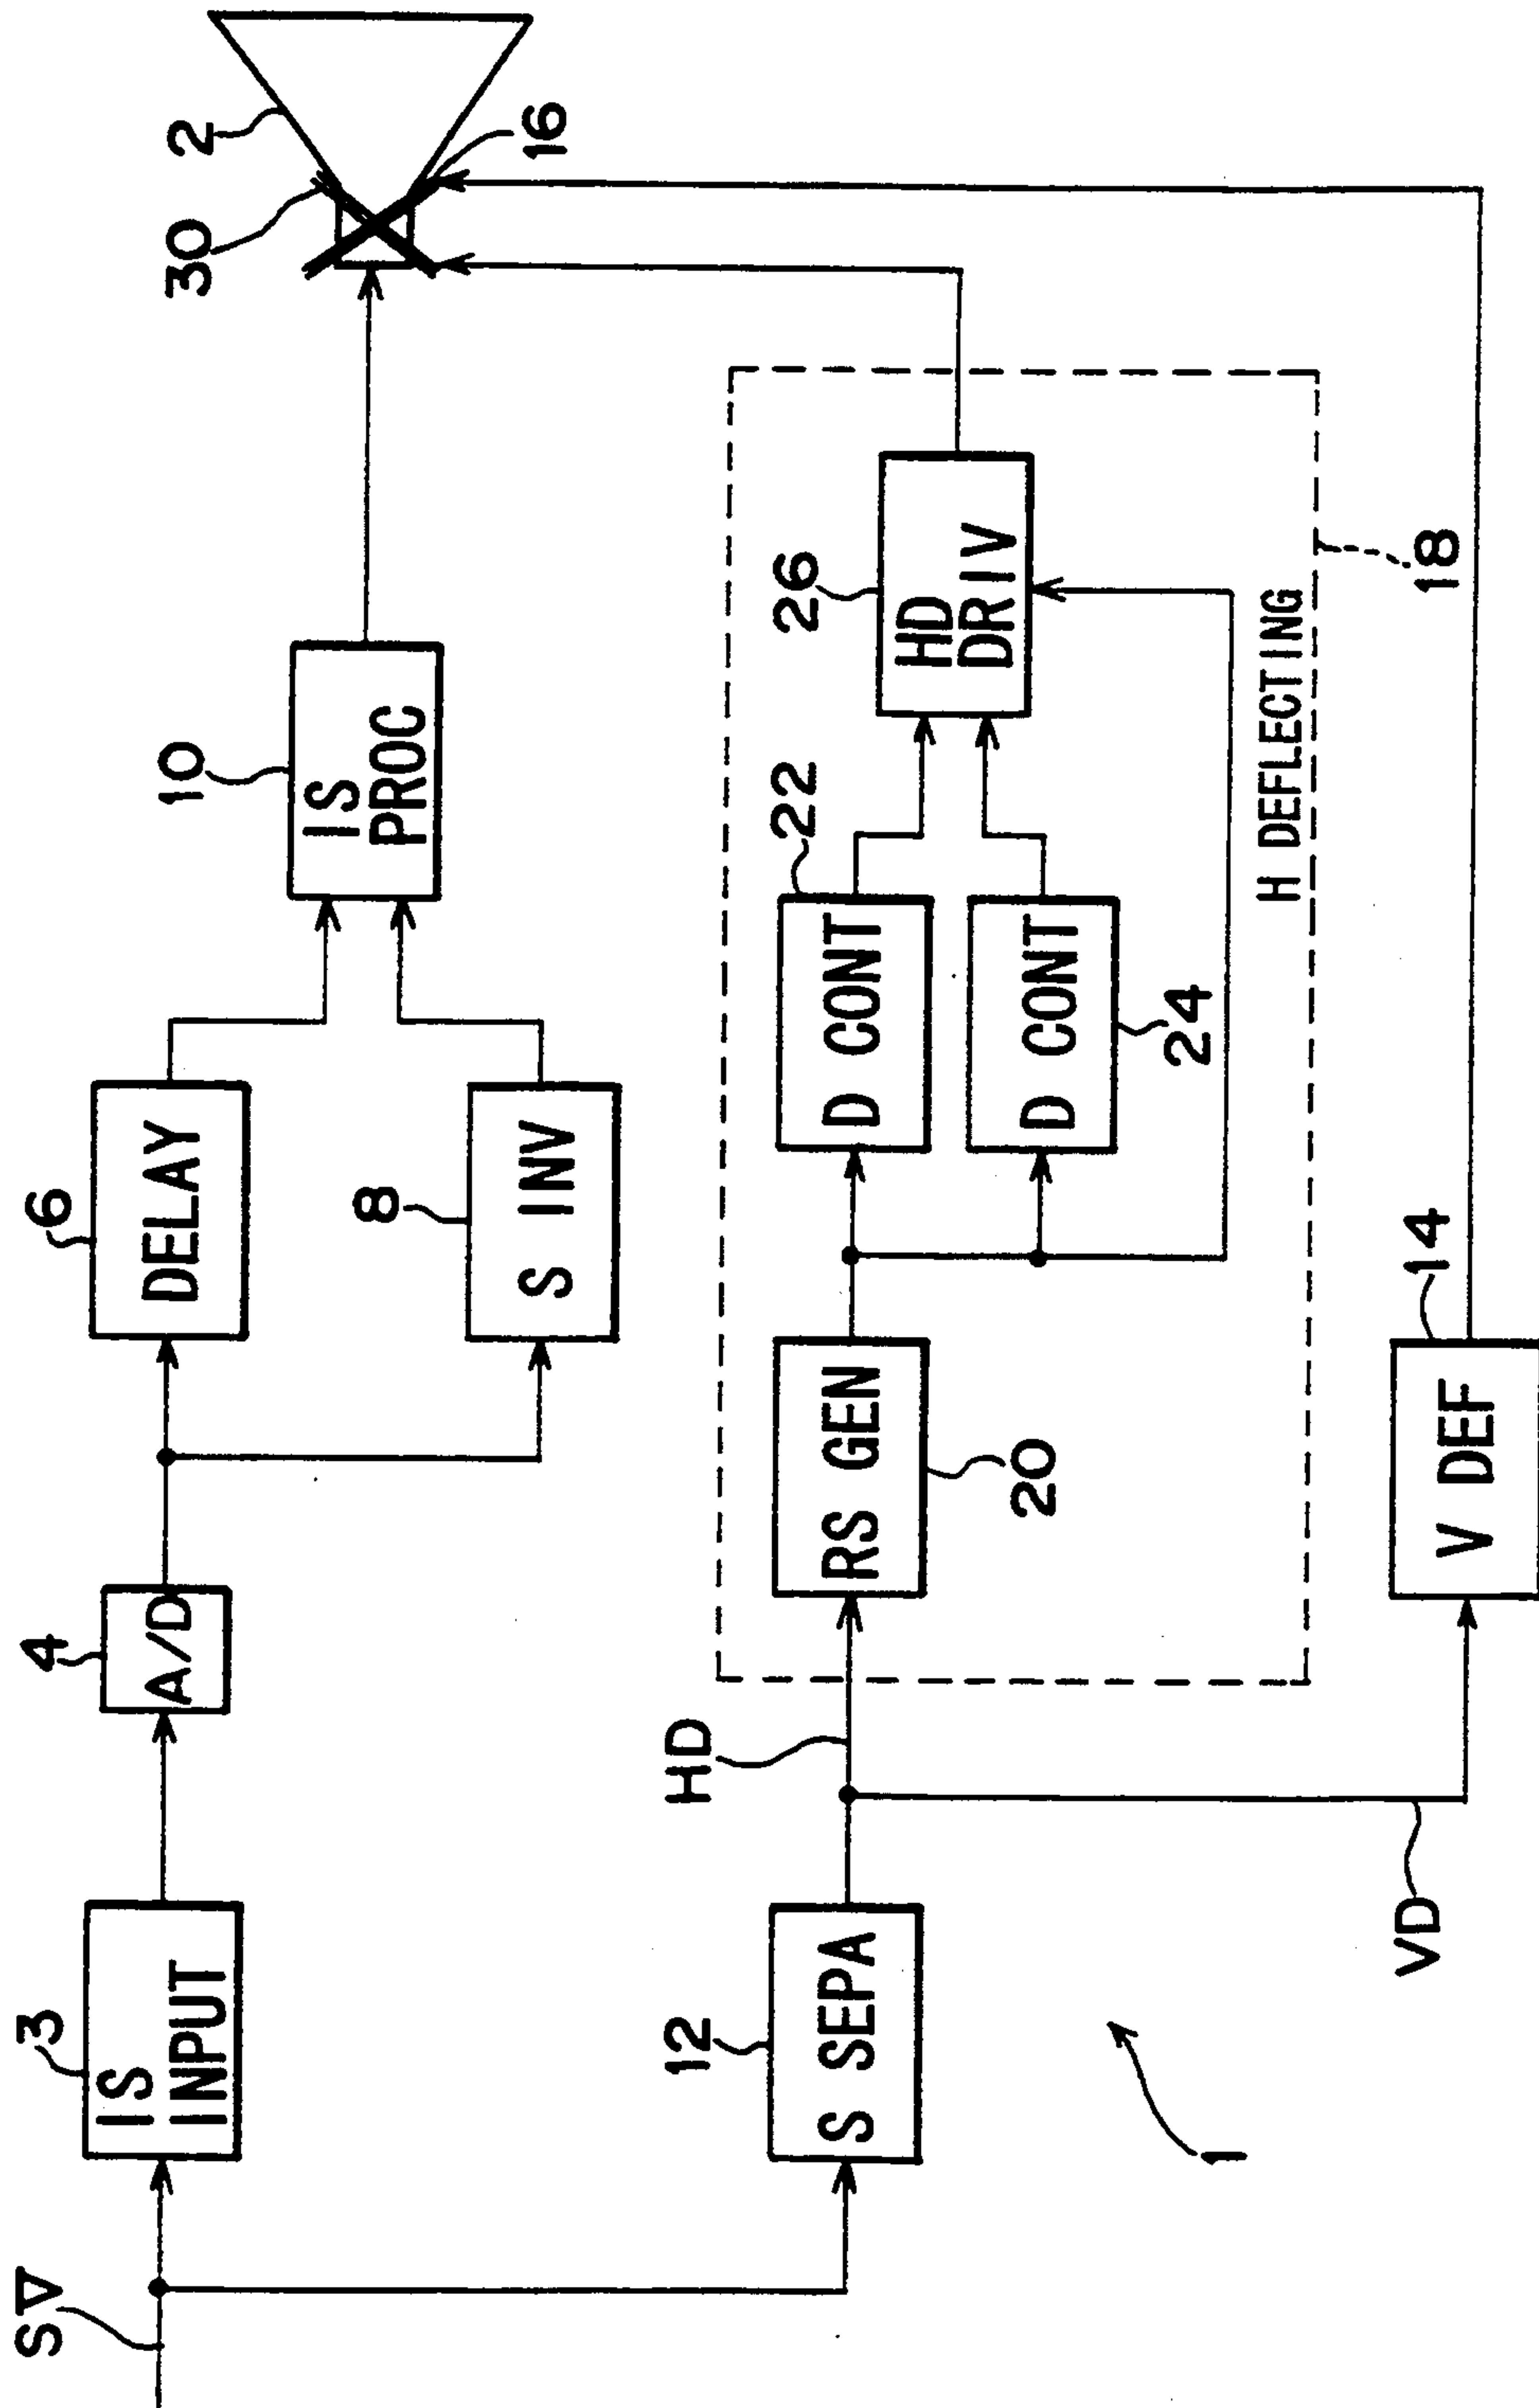 SV
3
IS
INPUT
4
A/D
6
DELAY
8
S INV
10
IS
PROC
2
30
16
12
S SEPA
HD
VD
RS GEN
20
22
D CONT
D CONT
24
26
HD
DRIV
H DEFLECTING
18
14
V DEF
1